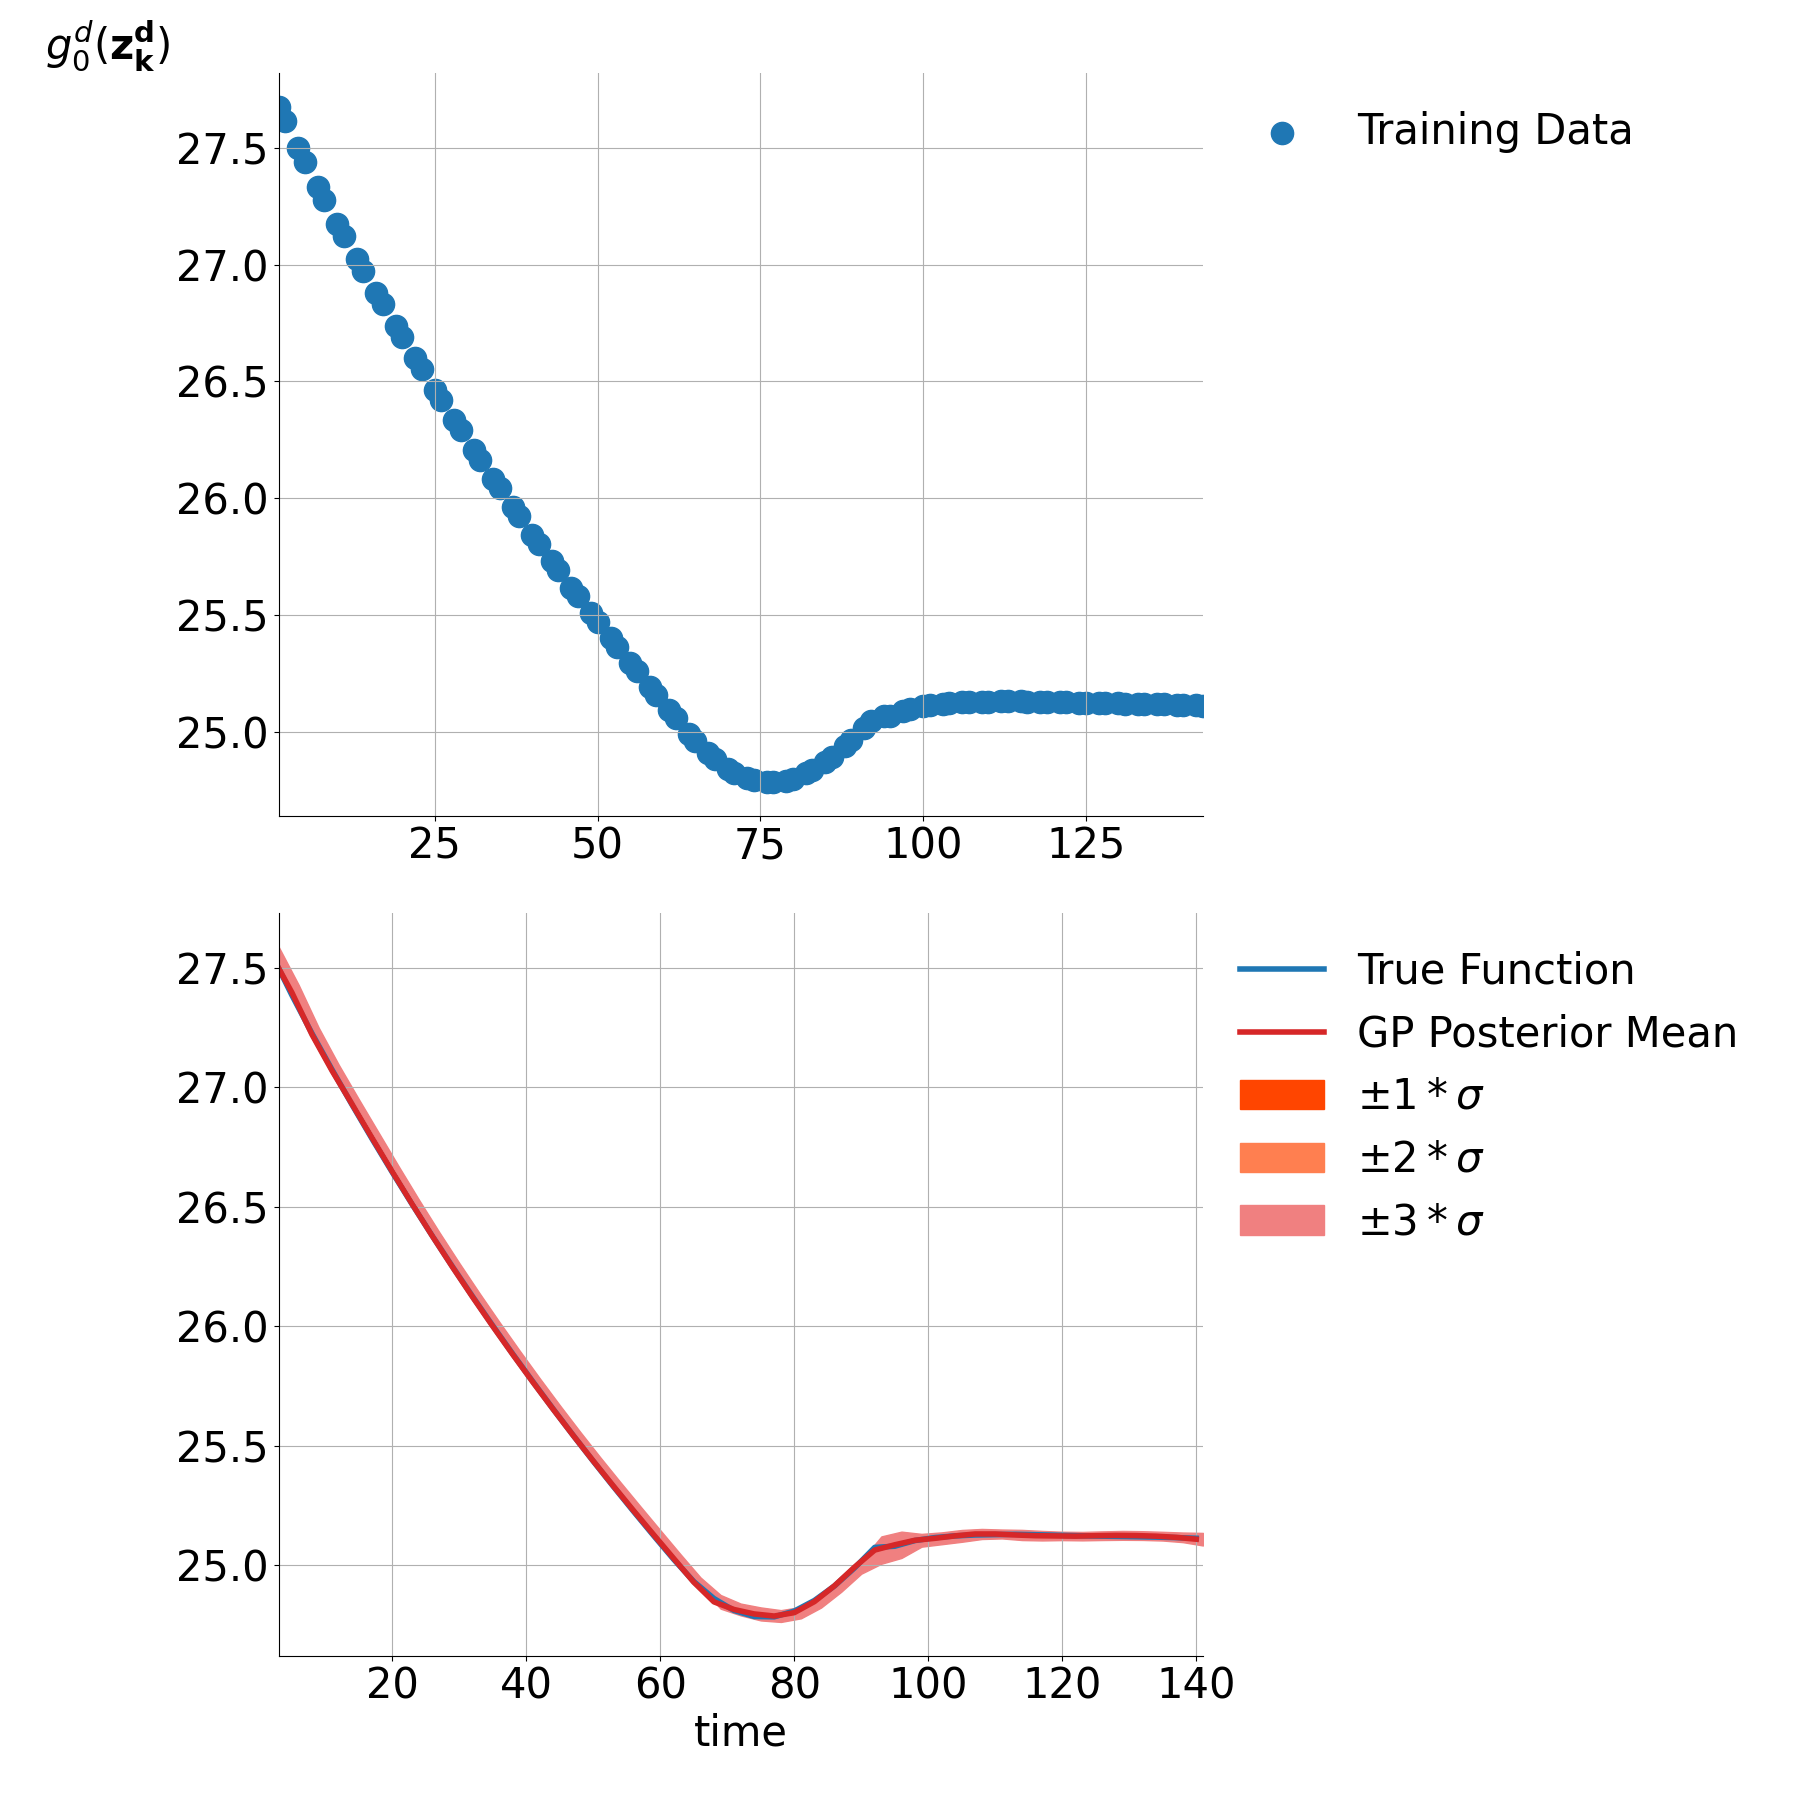 g₀ᵈ(𝐳ₖᵈ)
27.5
27.0
26.5
26.0
25.5
25.0
25 50 75 100 125
Training Data
27.5
27.0
26.5
26.0
25.5
25.0
20 40 60 80 100 120 140
time
True Function
GP Posterior Mean
±1 * σ
±2 * σ
±3 * σ